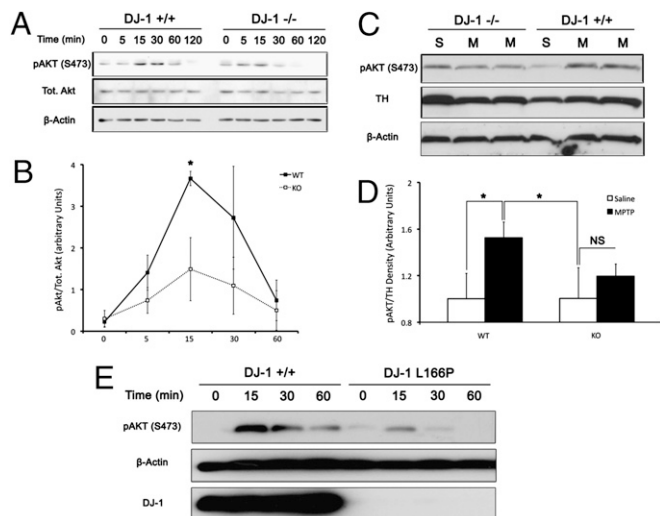 A
DJ-1 +/+ DJ-1 -/-
Time (min) 0 5 15 30 60 120 0 5 15 30 60 120
pAKT (S473)
Tot. Akt
β-Actin
B
pAkt/Tot. Akt (arbitrary Units)
4
3
2
1
0
*
WT
KO
0 5 15 30 60
C
DJ-1 -/- DJ-1 +/+
S M M S M M
pAKT (S473)
TH
β-Actin
D
pAKT/TH Density (Arbitrary Units)
2.0
1.6
1.2
0.8
* *
NS
Saline
MPTP
WT KO
E
DJ-1 +/+ DJ-1 L166P
Time (min) 0 15 30 60 0 15 30 60
pAKT (S473)
β-Actin
DJ-1